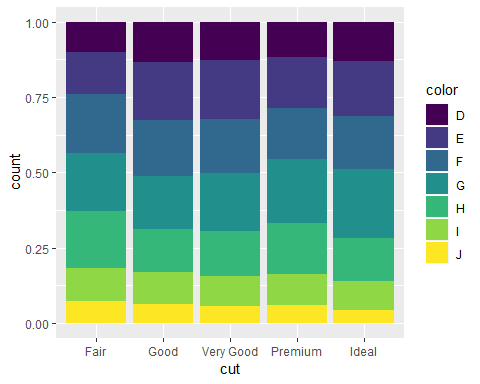 1.00
0.75
0.50
0.25
0.00
count
Fair Good Very Good Premium Ideal
cut
color
D
E
F
G
H
I
J